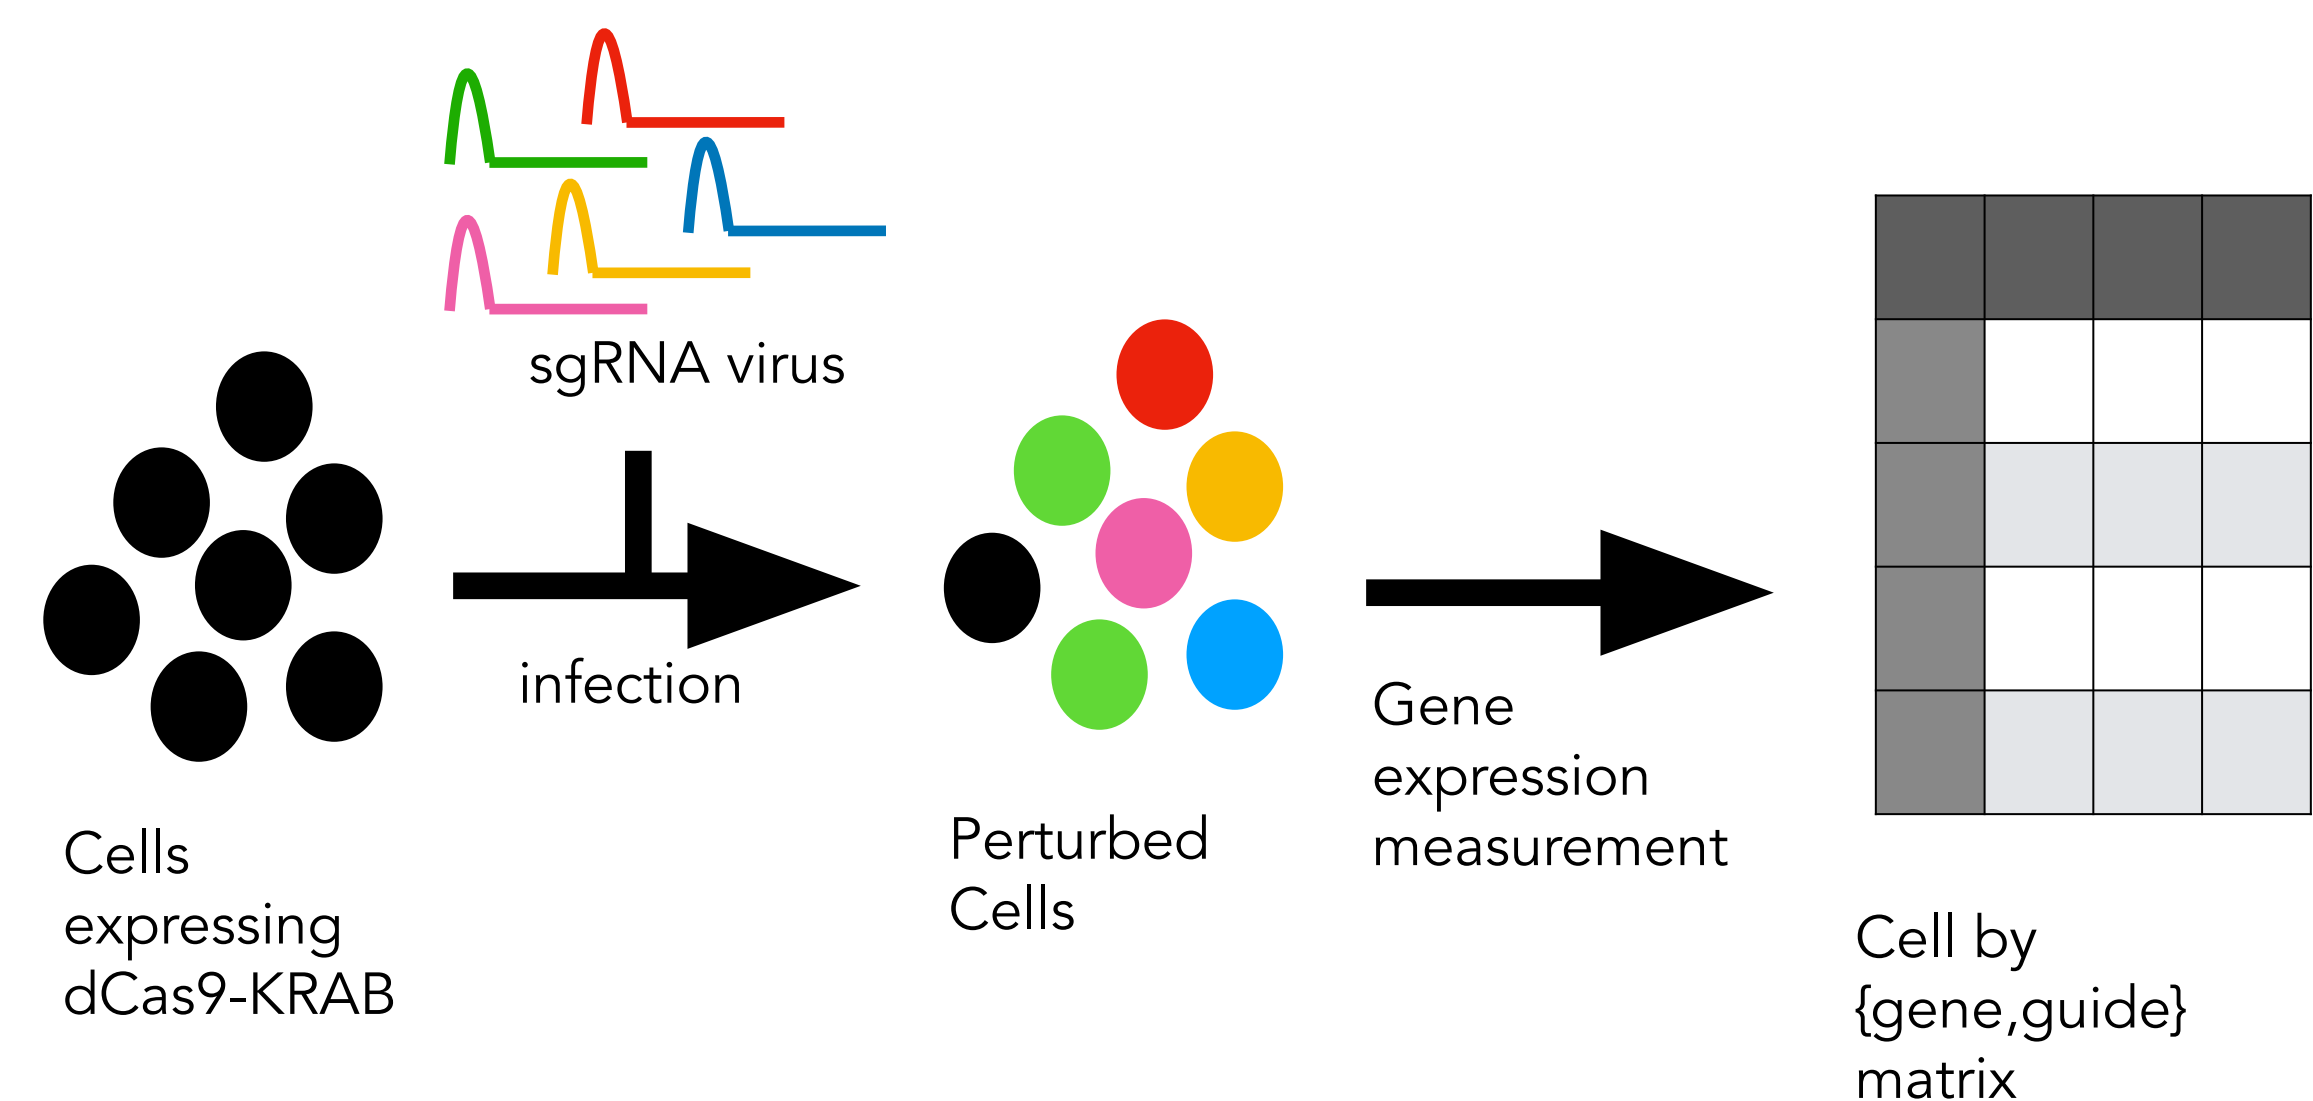 sgRNA virus
infection
Cells
expressing
dCas9-KRAB
Perturbed
Cells
Gene
expression
measurement
Cell by
{gene,guide}
matrix